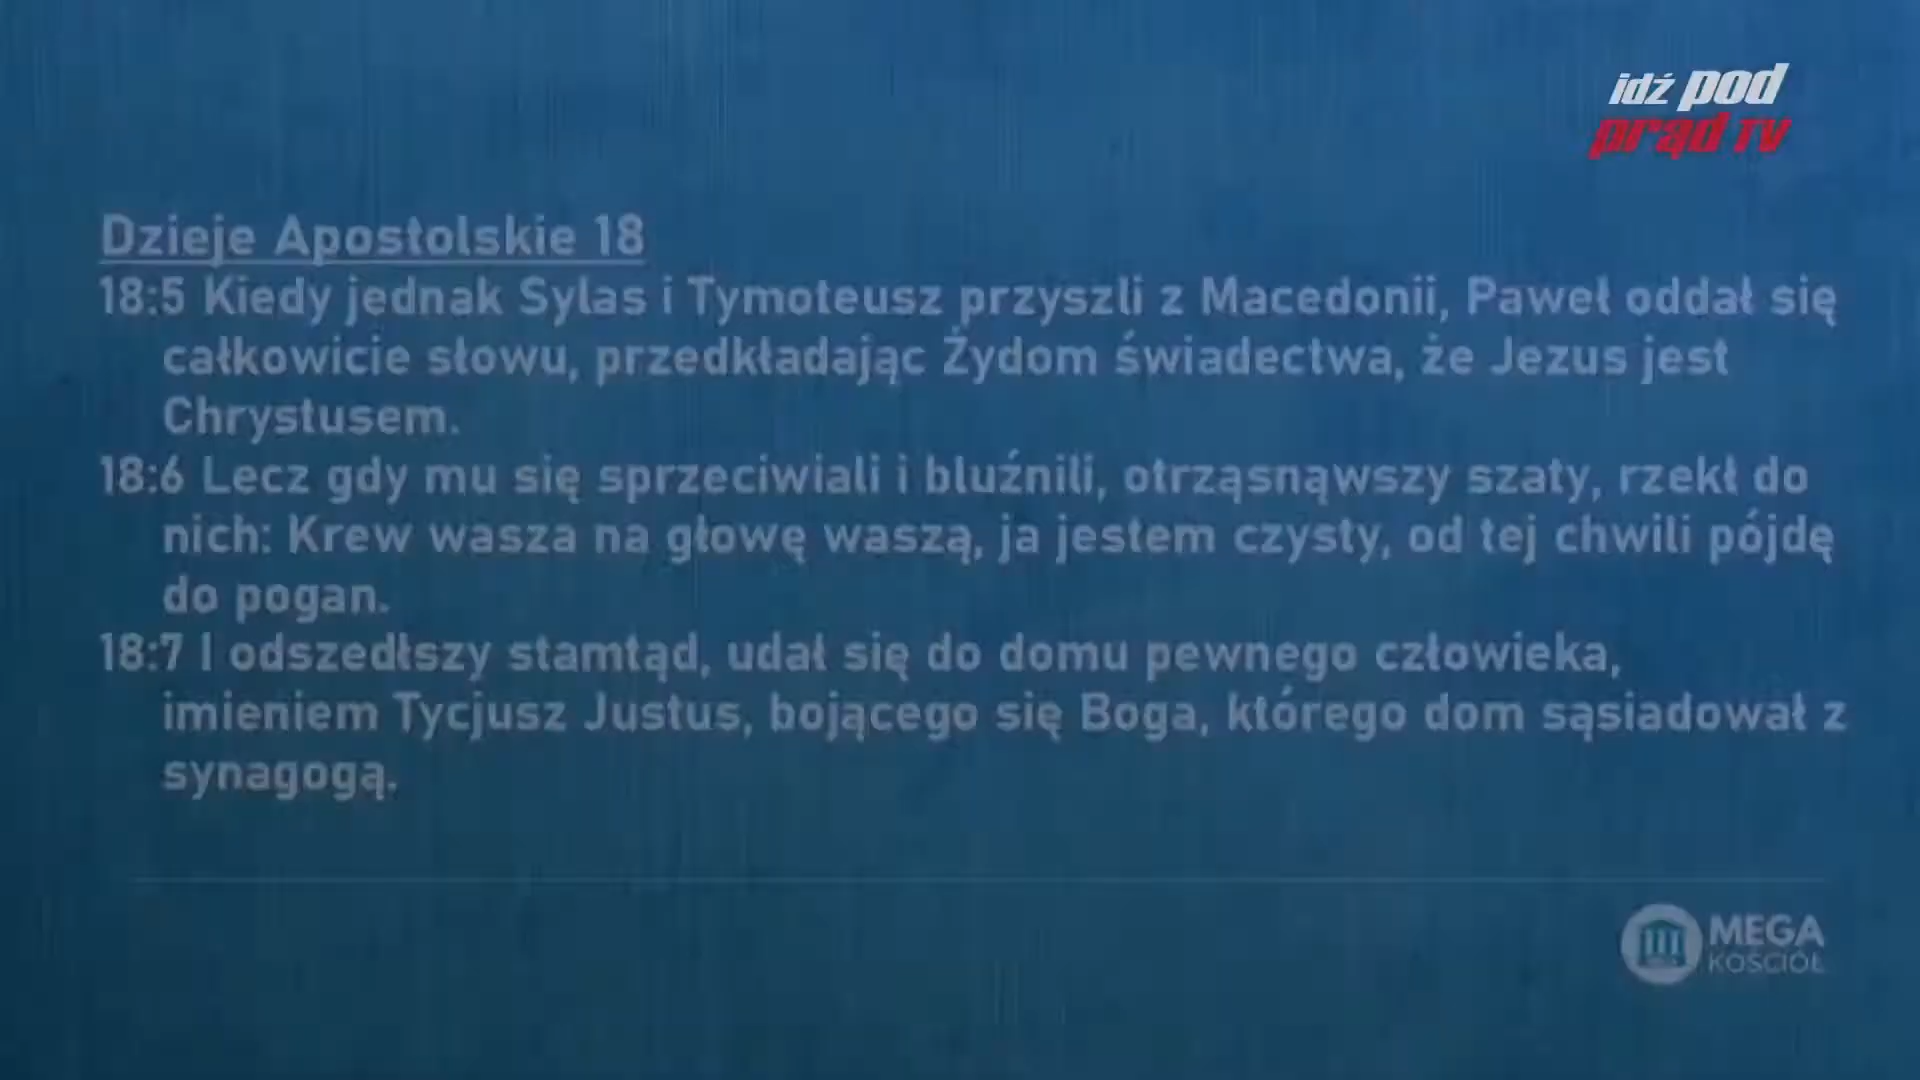 idź pod
prąd TV
Dzieje Apostolskie 18
18:5 Kiedy jednak Sylas i Tymoteusz przyszli z Macedonii, Paweł oddał się
całkowicie słowu, przedkładając Żydom świadectwa, że Jezus jest
Chrystusem.
18:6 Lecz gdy mu się sprzeciwiali i bluźnili, otrząsnąwszy szaty, rzekł do
nich: Krew wasza na głowę waszą, ja jestem czysty, od tej chwili pójdę
do pogan.
18:7 I odszedłszy stamtąd, udał się do domu pewnego człowieka,
imieniem Tycjusz Justus, bojącego się Boga, którego dom sąsiadował z
synagogą.
MEGA
KOŚCIÓŁ